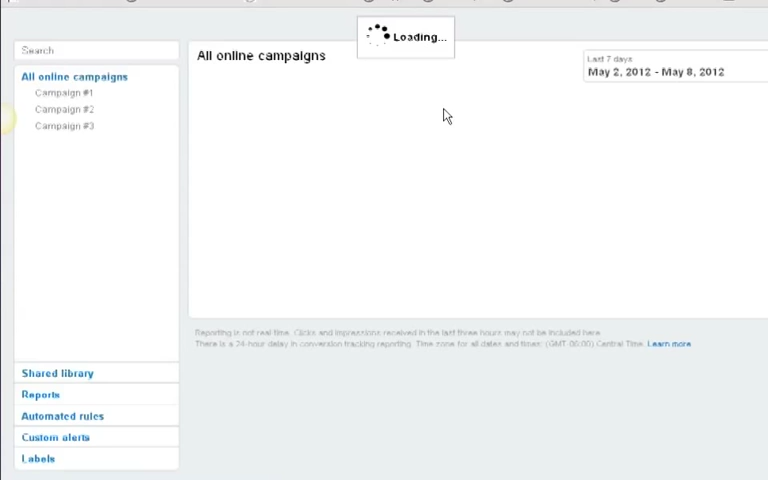 Loading...
Search
All online campaigns
Campaign #1
Campaign #2
Campaign #3
Shared library
Reports
Automated rules
Custom alerts
Labels
All online campaigns
Last 7 days
May 2, 2012 - May 8, 2012
Reporting is not real time. Clicks and impressions received in the last three hours may not be included here.
There is a 24-hour delay in conversion tracking reporting. Time zone for all dates and times: (GMT-06:00) Central Time. Learn more